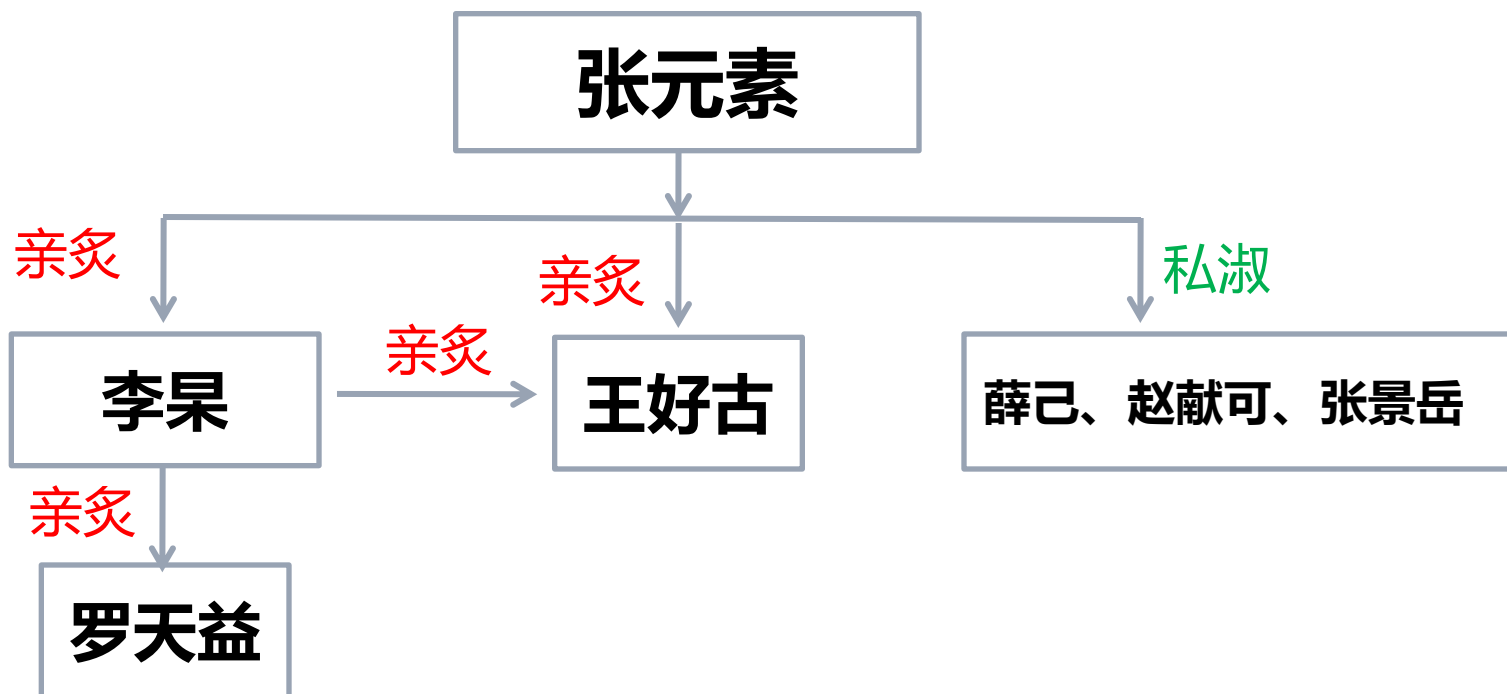 张元素
亲炙
亲炙
私淑
亲炙
李杲
王好古
薛己、赵献可、张景岳
亲炙
罗天益